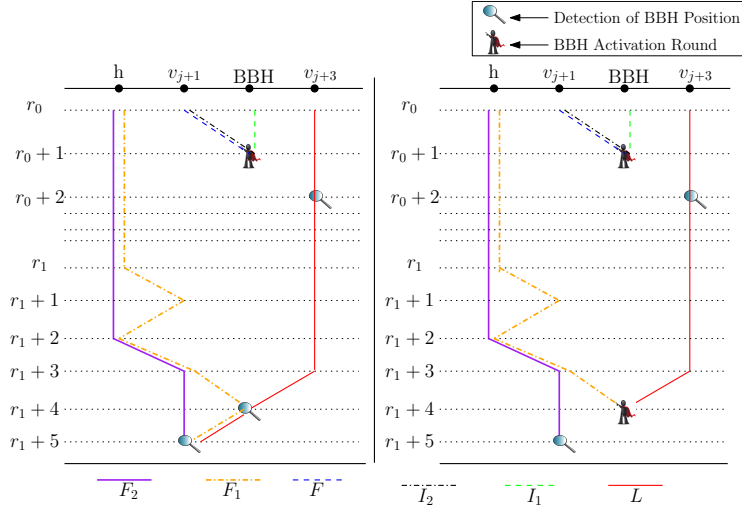 Detection of BBH Position
BBH Activation Round
h v_{j+1} BBH v_{j+3}
r_0
r_0 + 1
r_0 + 2
r_1
r_1 + 1
r_1 + 2
r_1 + 3
r_1 + 4
r_1 + 5
h v_{j+1} BBH v_{j+3}
r_0
r_0 + 1
r_0 + 2
r_1
r_1 + 1
r_1 + 2
r_1 + 3
r_1 + 4
r_1 + 5
F_2 F_1 F I_2 I_1 L